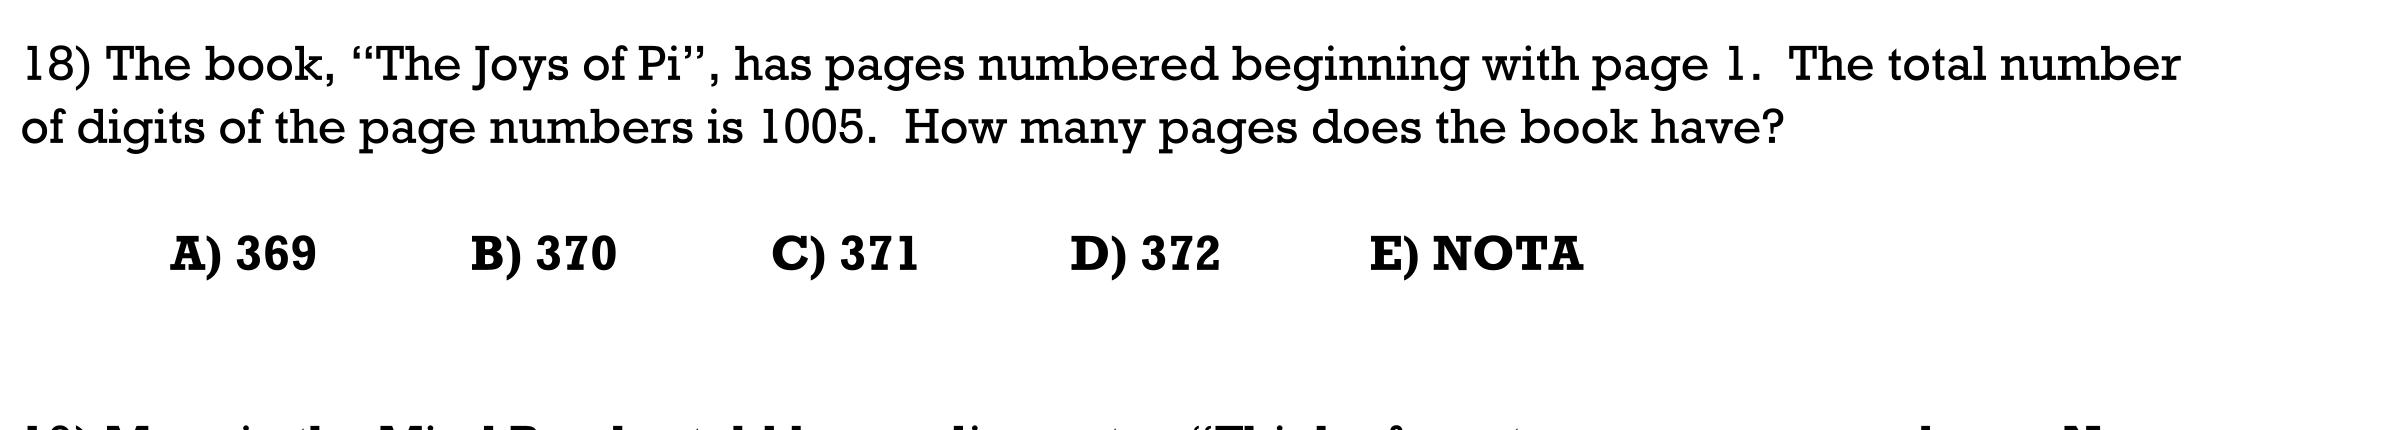 18) The book, “The Joys of Pi”, has pages numbered beginning with page 1. The total number
of digits of the page numbers is 1005. How many pages does the book have?
A) 369 B) 370 C) 371 D) 372 E) NOTA